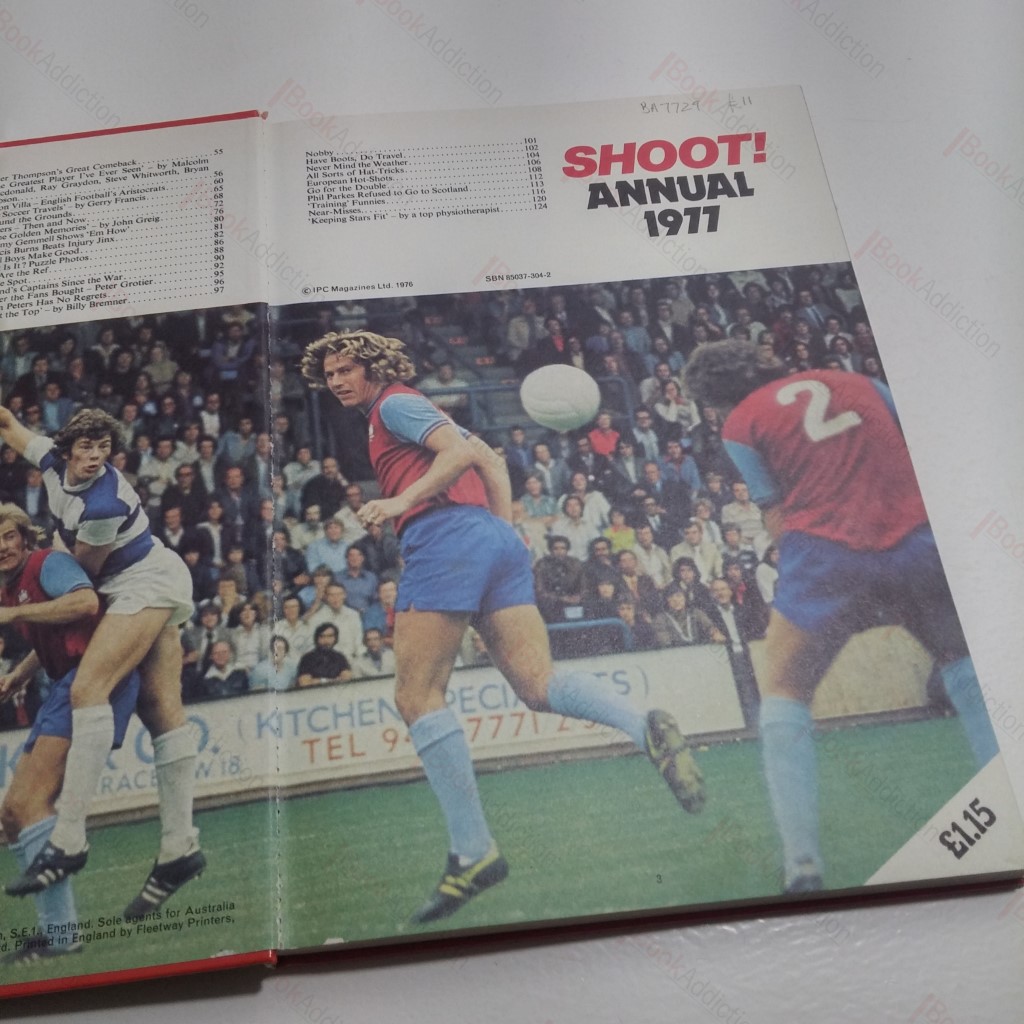 er Thompson's Great Comeback 55
e Greatest Player I've Ever Seen' – by Malcolm
cdonald, Ray Graydon, Steve Whitworth, Bryan
pson. 56
on Villa – English Football's Aristocrats 60
Soccer Travels' – by Gerry Francis 65
und the Grounds 68
ers – Then and Now 72
e Golden Memories' – by John Greig 76
my Gemmell Shows 'Em How' 80
cis Burns Beats Injury Jinx 81
l Boys Make Good 82
Is It? Puzzle Photos 86
Are the Ref 88
e Spot 90
nd's Captains Since the War 92
er the Fans Bought – Peter Grotier 95
n Peters Has No Regrets 96
t the Top' – by Billy Bremner 97
Nobby 101
Have Boots, Do Travel 102
Never Mind the Weather 104
All Sorts of Hat-Tricks 106
European Hot-Shots 108
Go for the Double 112
Phil Parkes Refused to Go to Scotland 113
'Training' Funnies 116
Near-Misses 120
'Keeping Stars Fit' – by a top physiotherapist 124
© IPC Magazines Ltd. 1976
SBN 85037-304-2
BA7729 £11
SHOOT!
ANNUAL
1977
2
CO. (KITCHEN SPECIALISTS)
TEL 7771
RACE W 18
£1.15
3
, S.E.1., England. Sole agents for Australia
d. Printed in England by Fleetway Printers,
BookAddiction